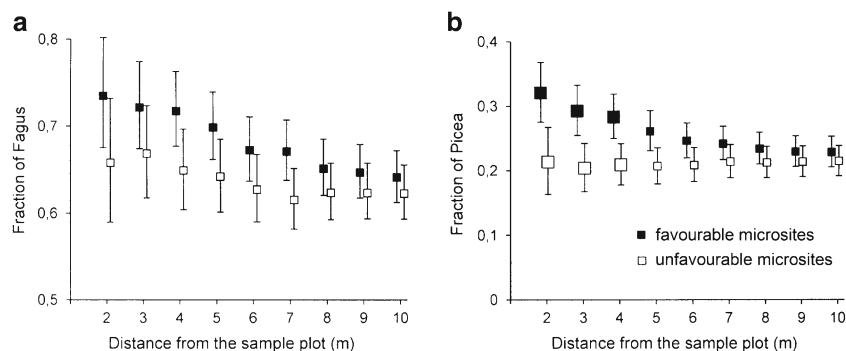 a
0,8
0,7
0,6
0,5
Fraction of Fagus
2 3 4 5 6 7 8 9 10
Distance from the sample plot (m)
b
0,4
0,3
0,2
0,1
0
Fraction of Picea
favourable microsites
unfavourable microsites
2 3 4 5 6 7 8 9 10
Distance from the sample plot (m)